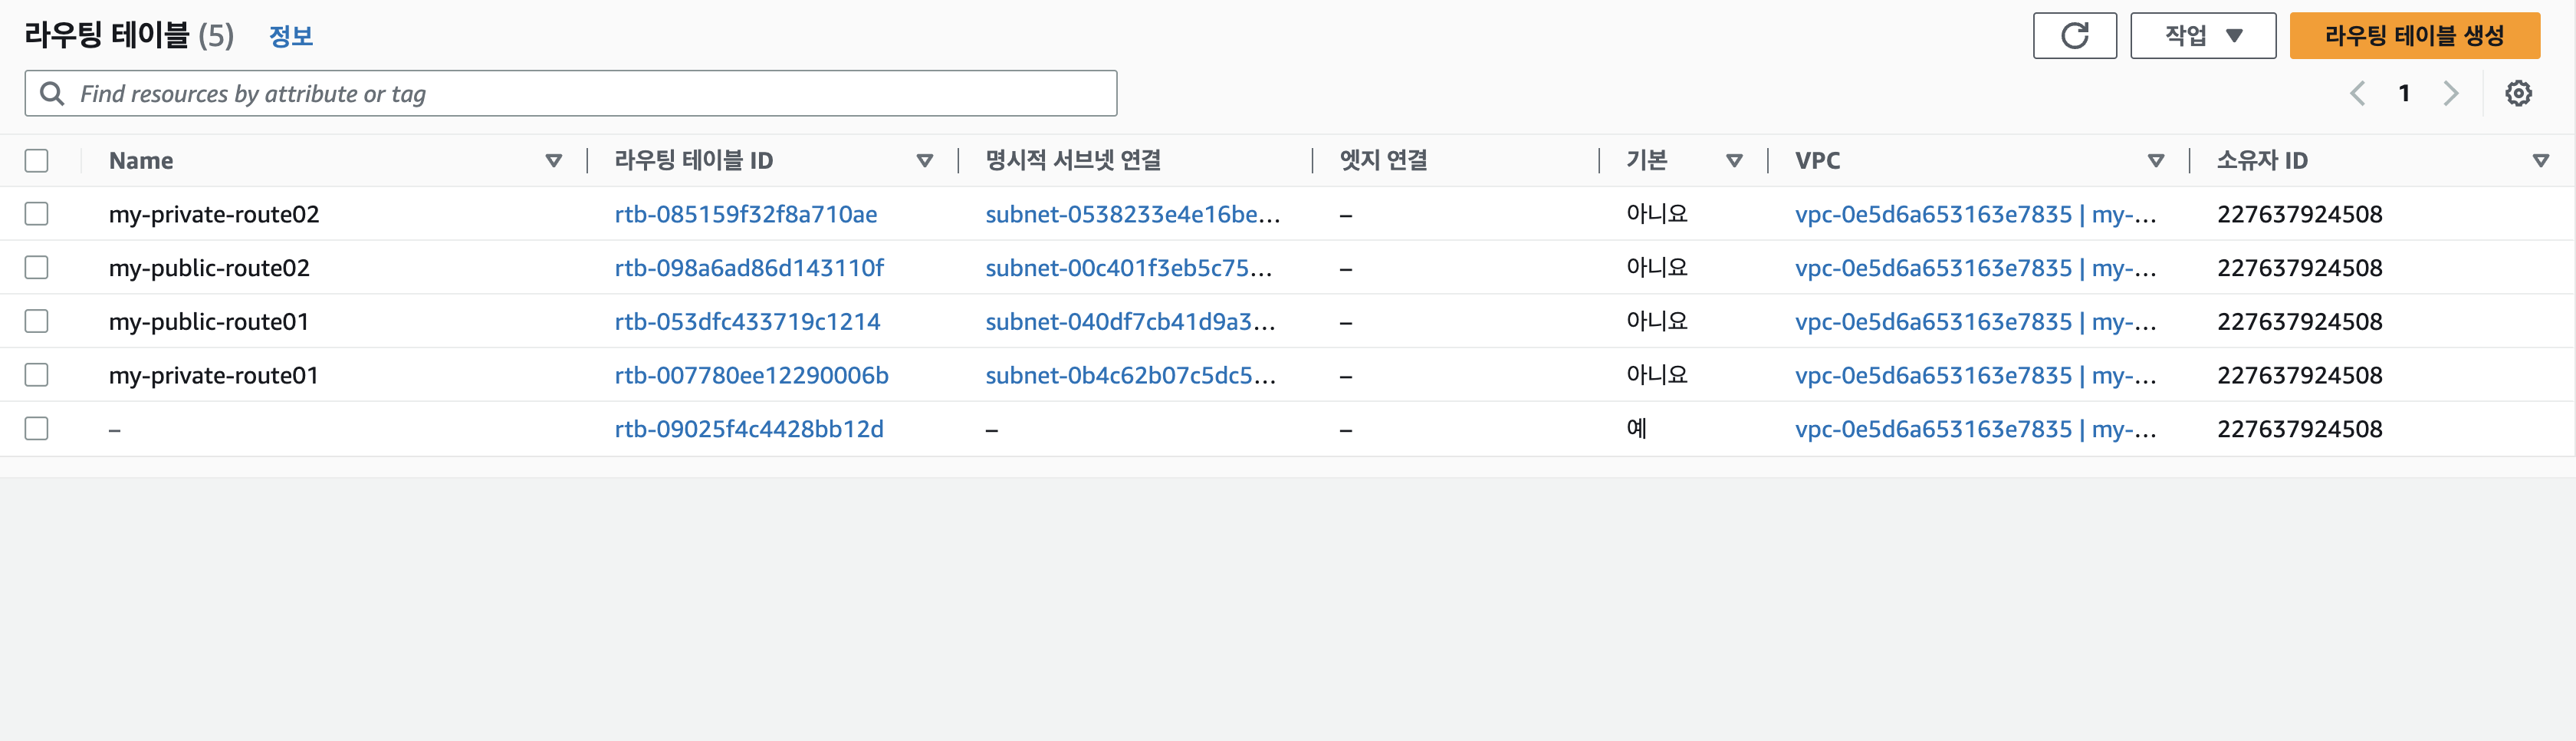 라우팅 테이블 (5) 정보 작업 라우팅 테이블 생성
Find resources by attribute or tag 1
Name 라우팅 테이블 ID 명시적 서브넷 연결 엣지 연결 기본 VPC 소유자 ID
my-private-route02 rtb-085159f32f8a710ae subnet-0538233e4e16be... – 아니요 vpc-0e5d6a653163e7835 | my-... 227637924508
my-public-route02 rtb-098a6ad86d143110f subnet-00c401f3eb5c75... – 아니요 vpc-0e5d6a653163e7835 | my-... 227637924508
my-public-route01 rtb-053dfc433719c1214 subnet-040df7cb41d9a3... – 아니요 vpc-0e5d6a653163e7835 | my-... 227637924508
my-private-route01 rtb-007780ee12290006b subnet-0b4c62b07c5dc5... – 아니요 vpc-0e5d6a653163e7835 | my-... 227637924508
– rtb-09025f4c4428bb12d – – 예 vpc-0e5d6a653163e7835 | my-... 227637924508